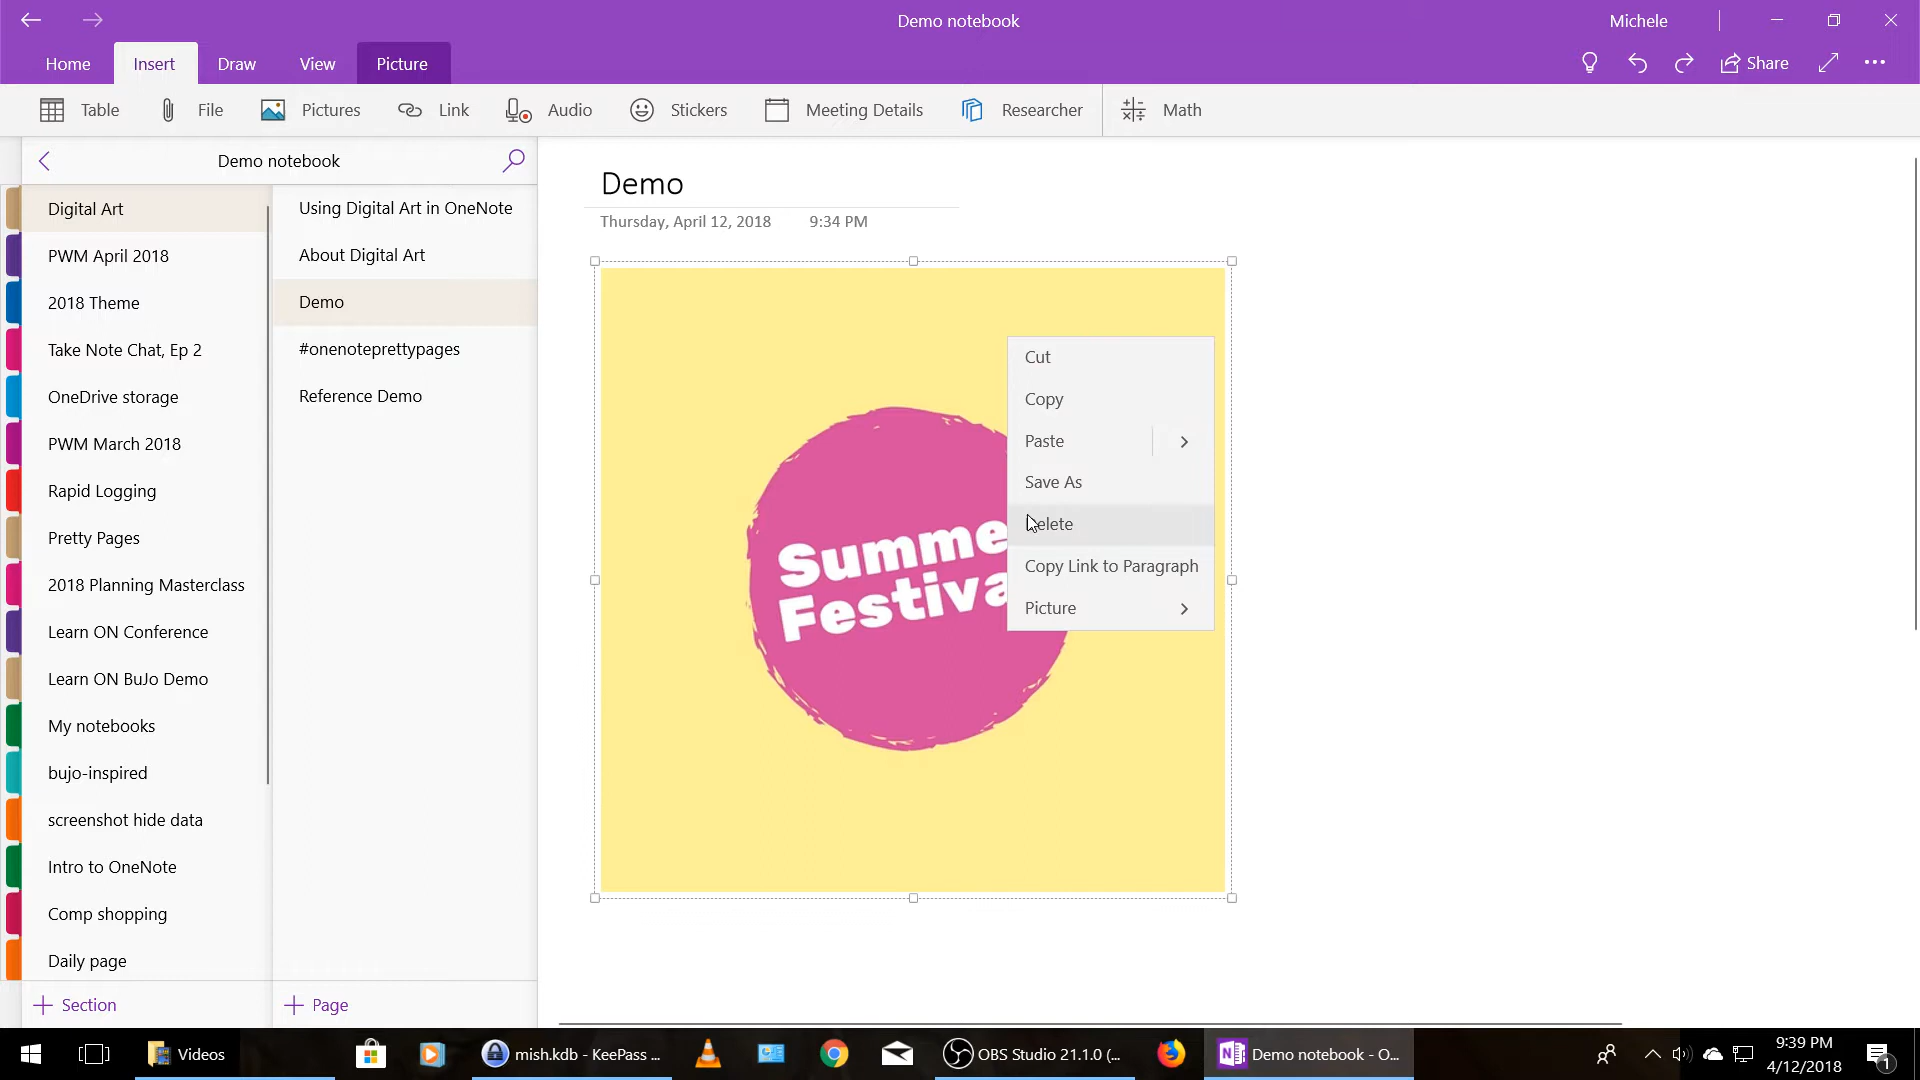 Demo notebook
Michele
Home Insert Draw View Picture
Share
Table File Pictures Link Audio Stickers Meeting Details Researcher Math
Demo notebook
Digital Art
PWM April 2018
2018 Theme
Take Note Chat, Ep 2
OneDrive storage
PWM March 2018
Rapid Logging
Pretty Pages
2018 Planning Masterclass
Learn ON Conference
Learn ON BuJo Demo
My notebooks
bujo-inspired
screenshot hide data
Intro to OneNote
Comp shopping
Daily page
Section
Using Digital Art in OneNote
About Digital Art
Demo
#onenoteprettypages
Reference Demo
Page
Demo
Thursday, April 12, 2018 9:34 PM
Summe
Festiva
Cut
Copy
Paste
Save As
elete
Copy Link to Paragraph
Picture
Videos
mish.kdb - KeePass ...
OBS Studio 21.1.0 (...
N
Demo notebook - O...
9:39 PM
4/12/2018
1